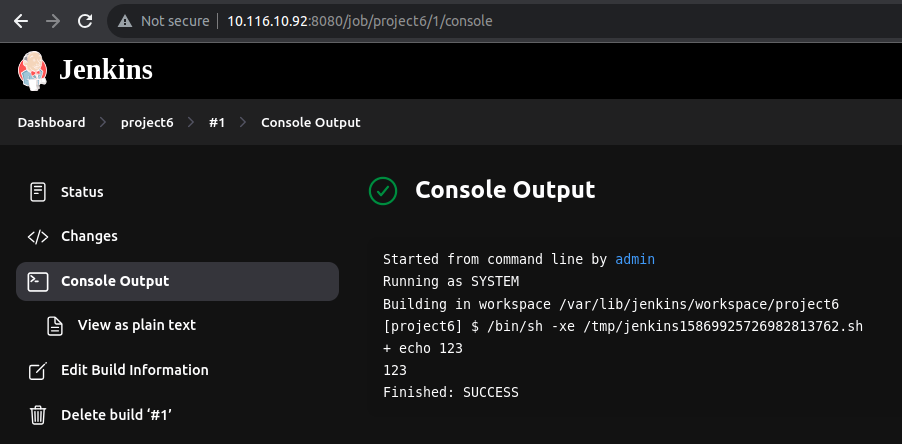 Not secure | 10.116.10.92:8080/job/project6/1/console
Jenkins
Dashboard > project6 > #1 > Console Output
Status
Changes
Console Output
View as plain text
Edit Build Information
Delete build ‘#1’
Console Output
Started from command line by admin
Running as SYSTEM
Building in workspace /var/lib/jenkins/workspace/project6
[project6] $ /bin/sh -xe /tmp/jenkins15869925726982813762.sh
+ echo 123
123
Finished: SUCCESS